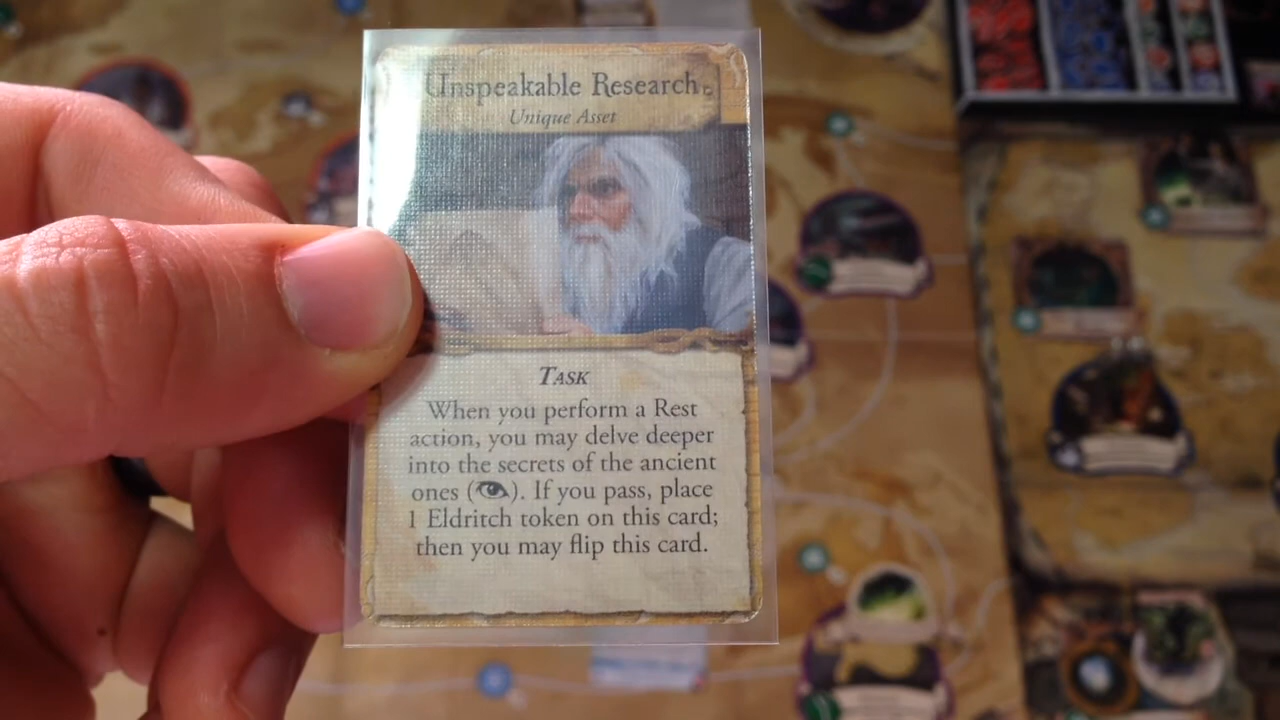 Unspeakable Research
Unique Asset
TASK
When you perform a Rest
action, you may delve deeper
into the secrets of the ancient
ones (). If you pass, place
1 Eldritch token on this card;
then you may flip this card.